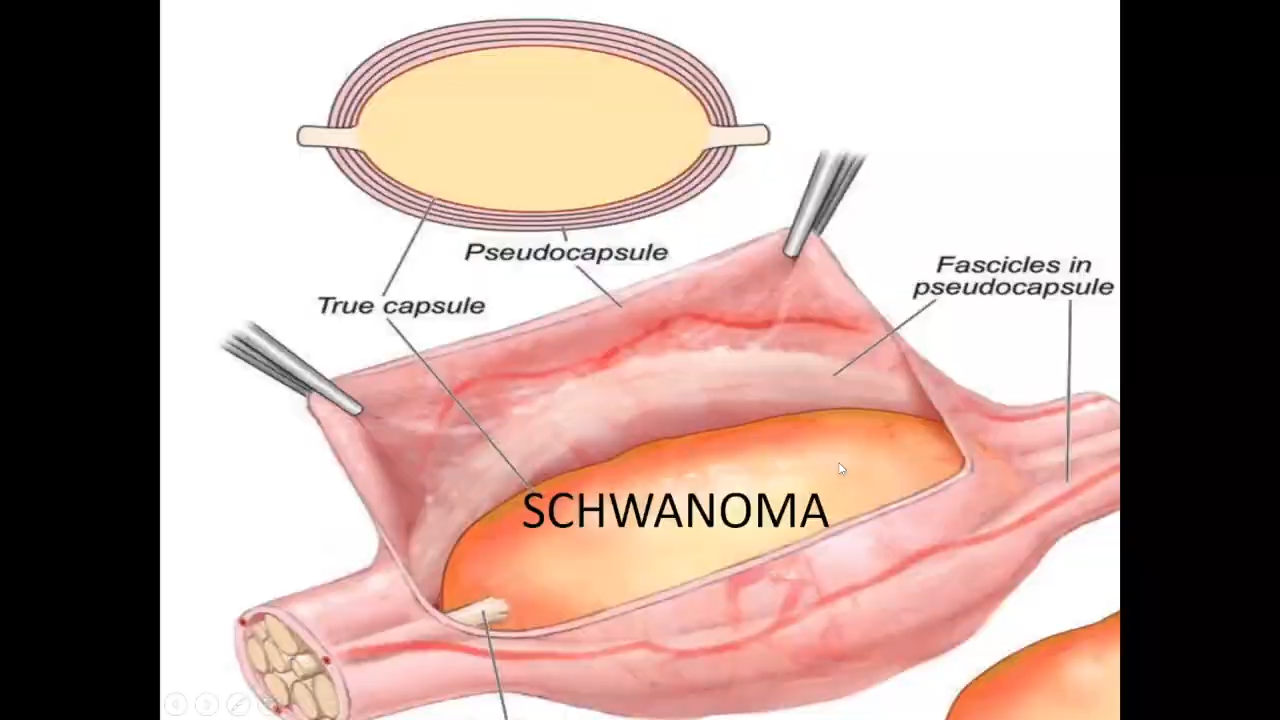 Pseudocapsule
True capsule
Fascicles in
pseudocapsule
SCHWANOMA